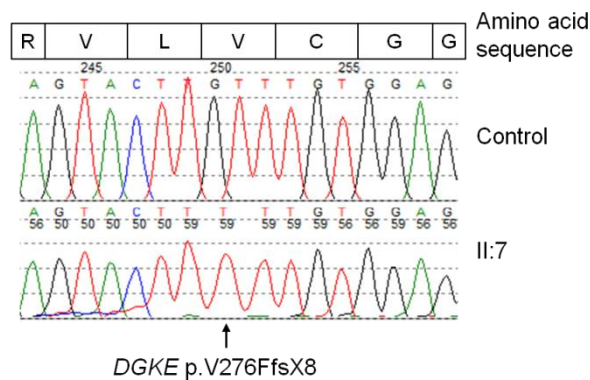 R V L V C G G
Amino acid
sequence
245 250 255
A G T A C T T G T T T G T G G A G
Control
A G T A C T T T T T G T G G A G
56 50 50 50 50 50 59 59 59 59 59 56 56 59 56 56
II:7
DGKE p.V276FfsX8